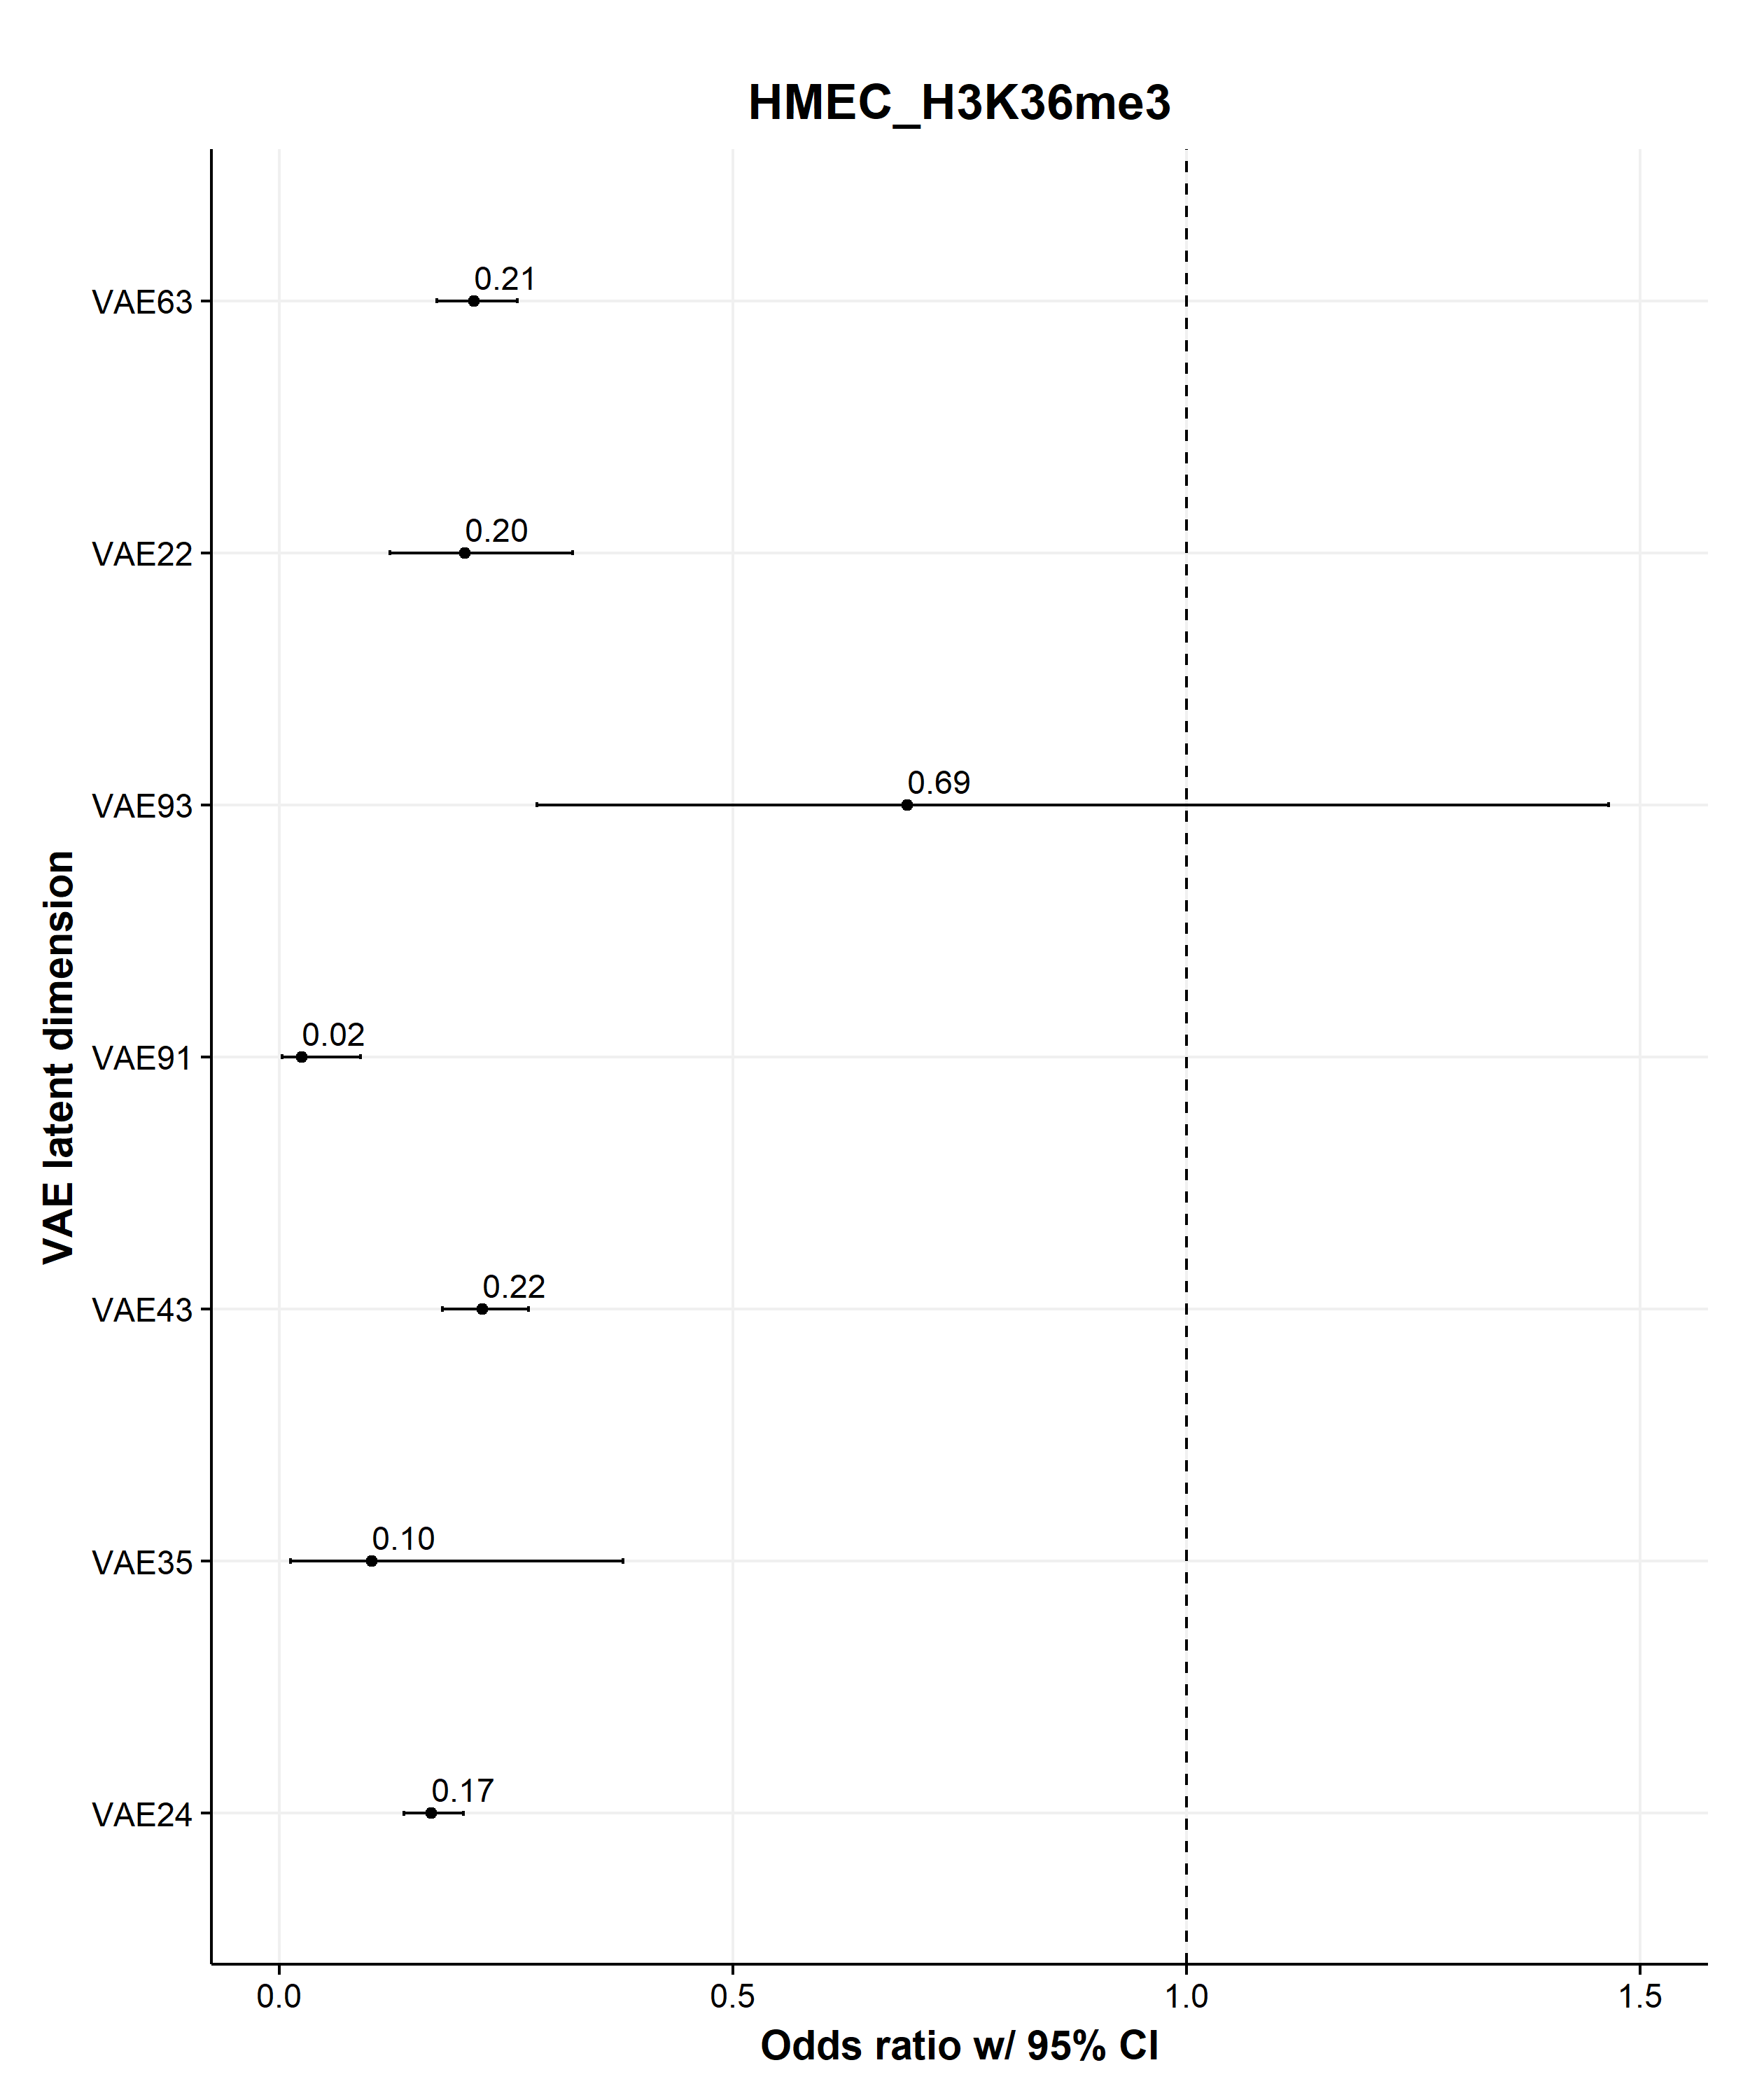 HMEC_H3K36me3
VAE latent dimension
VAE63
0.21
VAE22
0.20
VAE93
0.69
VAE91
0.02
VAE43
0.22
VAE35
0.10
VAE24
0.17
0.0 0.5 1.0 1.5
Odds ratio w/ 95% CI